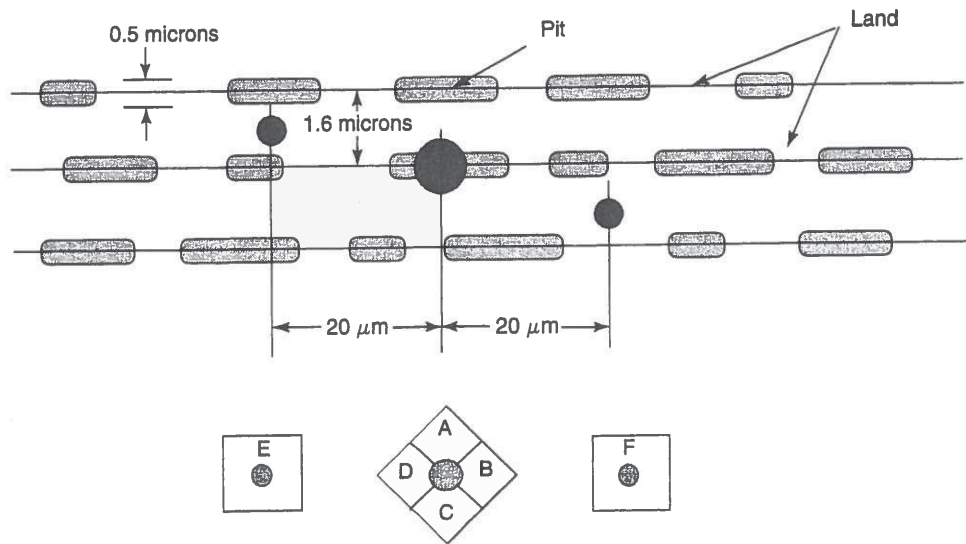 Land
Pit
0.5 microns
1.6 microns
20 μm
20 μm
A
E
F
D
B
C